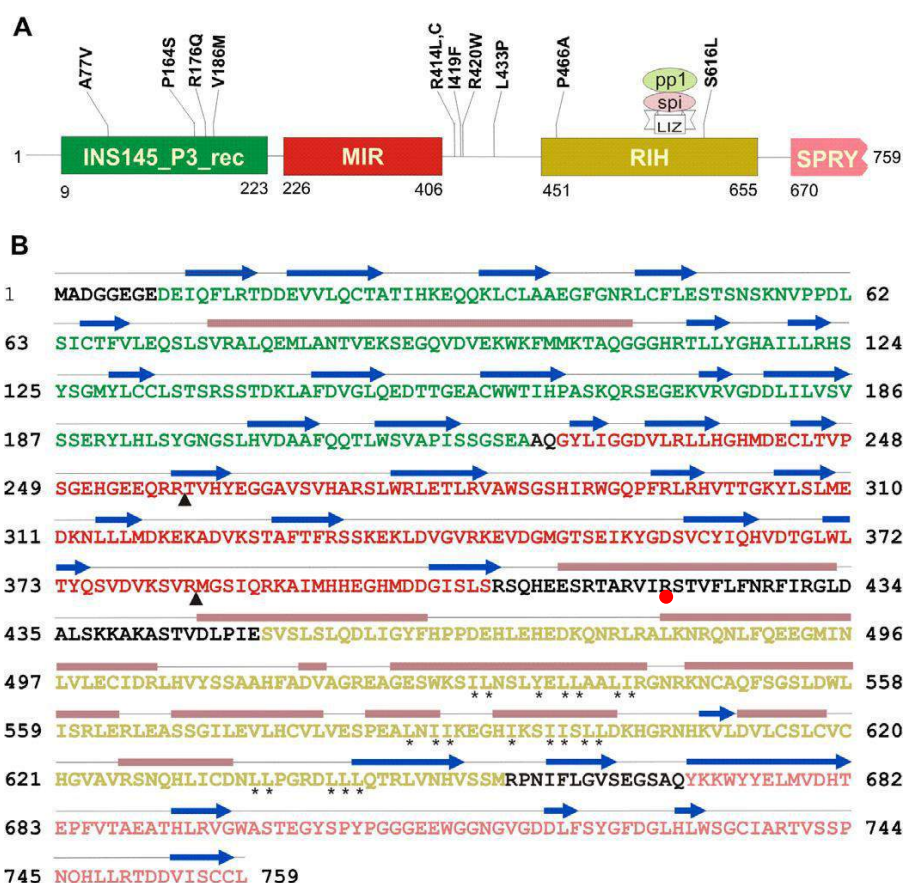 A
A77V
P164S
R176Q
V186M
R414L,C
I419F
R420W
L433P
P466A
S616L
pp1
spi
LIZ
1 INS145_P3_rec MIR RIH SPRY 759
9 223 226 406 451 655 670
B
1 MADGGEGEDEIQFLRTDDEVVLQCTATIHKEQQKLCLAAEGFGNRLCFLESTSNSKNVPPDL 62
63 SICTFVLEQSLSVRALQEMLANTVEKSEGQVDVEKWKFMMKTAQGGGHRTLLYGHAILLRHS 124
125 YSGMYLCCLSTSRSSTDKLAFDVGLQEDTTGEACWWTIHPASKQRSEGEKVRVGDDLILVSV 186
187 SSERYLHLSYGNGSLHVDAAFQQTLWSVAPISSGSEAAQGYLIGGDVLRLLHGHMDECLTVP 248
249 SGEHGEEQRRTVHYEGGAVSVHARSLWRLETLRVAWSGSHIRWGQPFRLRHVTTGKYLSLME 310
311 DKNLLLMDKEKADVKSTAFTFRSSKEKLDVGVRKEVDGMGTSEIKYGDSVCYIQHVDTGLWL 372
373 TYQSVDVKSVRMGSIQRKAIMHHEGHMDDGISLSRSQHEESRTARVIRSTVFLFNRFIRGLD 434
435 ALSKKAKASTVDLPIESVSLSLQDLIGYFHPPDEHLEHEDKQNRLRALKNRQNLFQEEGMIN 496
497 LVLECIDRLHVYSSAAHFADVAGREAGESWKSILNSLYELLAALIRGNRKNCAQFSGSLDWL 558
** * ** **
559 ISRLERLEASSGILEVLHCVLVESPEALNIIKEGHIKSIISLLDKHGRNHKVLDVLCSLCVC 620
* ** * ** **
621 HGVAVRSNQHLICDNLLPGRDLLLQTRLVNHVSSMRPNIFLGVSEGSAQYKKWYYELMVDHT 682
** ***
683 EPFVTAEATHLRVGWASTEGYSPYPGGGEEWGGNGVGDDLFSYGFDGLHLWSGCIARTVSSP 744
745 NQHLLRTDDVISCCL 759